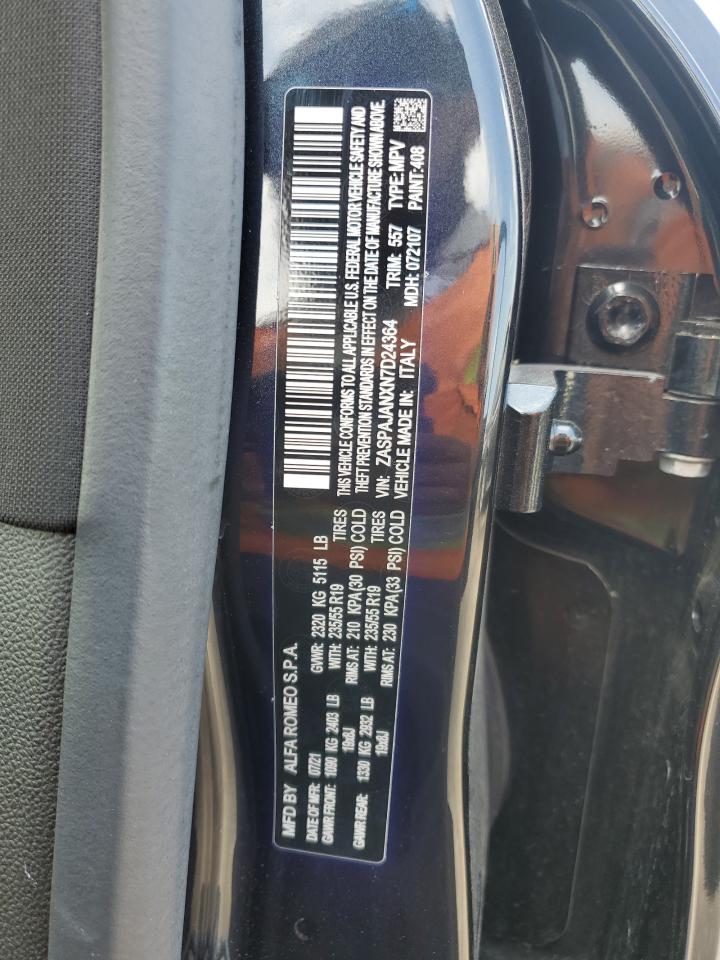 MFD BY ALFA ROMEO S.P.A.
DATE OF MFR: 07/21 GVWR: 2320 KG 5115 LB
GAWR FRONT: 1090 KG 2403 LB WITH: 235/55 R19 TIRES
19x8J RIMS AT: 210 KPA(30 PSI) COLD
GAWR REAR: 1330 KG 2932 LB WITH: 235/55 R19 TIRES
19x8J RIMS AT: 230 KPA (33 PSI) COLD
THIS VEHICLE CONFORMS TO ALL APPLICABLE U.S. FEDERAL MOTOR VEHICLE SAFETY AND
THEFT PREVENTION STANDARDS IN EFFECT ON THE DATE OF MANUFACTURE SHOWN ABOVE.
VIN: ZASPAJANXN7D24364 TRIM: 557 TYPE: MPV
VEHICLE MADE IN: ITALY MDH: 072107 PAINT: 408